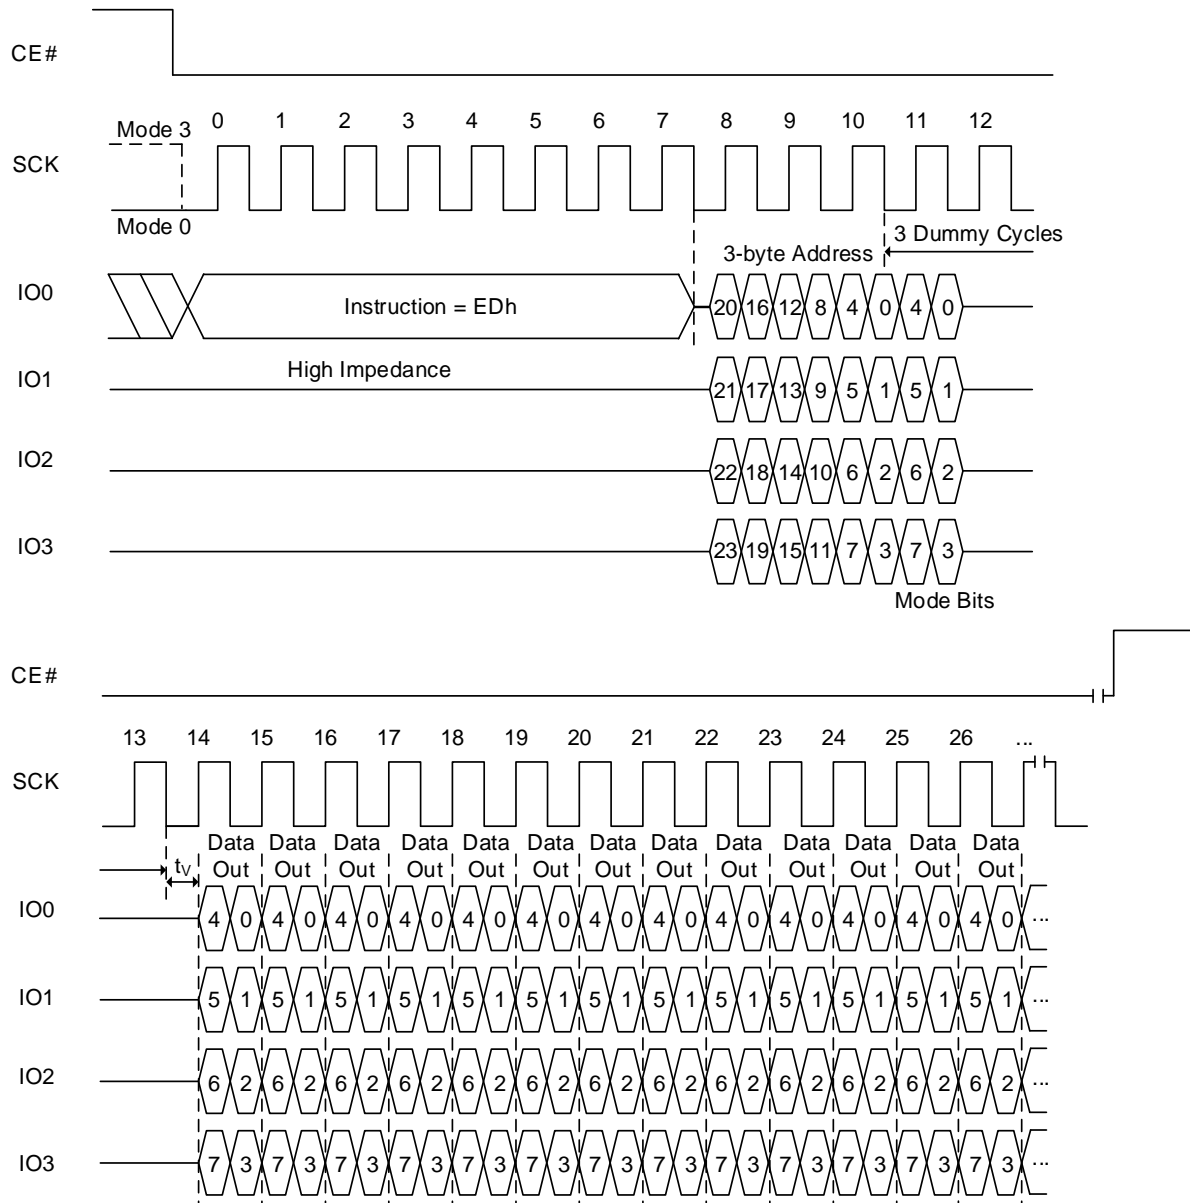 CE#
0 1 2 3 4 5 6 7 8 9 10 11 12
Mode 3
SCK
Mode 0
3 Dummy Cycles
3-byte Address
IO0
Instruction = EDh
20 16 12 8 4 0 4 0
High Impedance
IO1
21 17 13 9 5 1 5 1
IO2
22 18 14 10 6 2 6 2
IO3
23 19 15 11 7 3 7 3
Mode Bits
CE#
13 14 15 16 17 18 19 20 21 22 23 24 25 26 ...
SCK
Data Data Data Data Data Data Data Data Data Data Data Data Data
tV Out Out Out Out Out Out Out Out Out Out Out Out Out
IO0
4 0 4 0 4 0 4 0 4 0 4 0 4 0 4 0 4 0 4 0 4 0 4 0 4 0 ...
IO1
5 1 5 1 5 1 5 1 5 1 5 1 5 1 5 1 5 1 5 1 5 1 5 1 5 1 ...
IO2
6 2 6 2 6 2 6 2 6 2 6 2 6 2 6 2 6 2 6 2 6 2 6 2 6 2 ...
IO3
7 3 7 3 7 3 7 3 7 3 7 3 7 3 7 3 7 3 7 3 7 3 7 3 7 3 ...